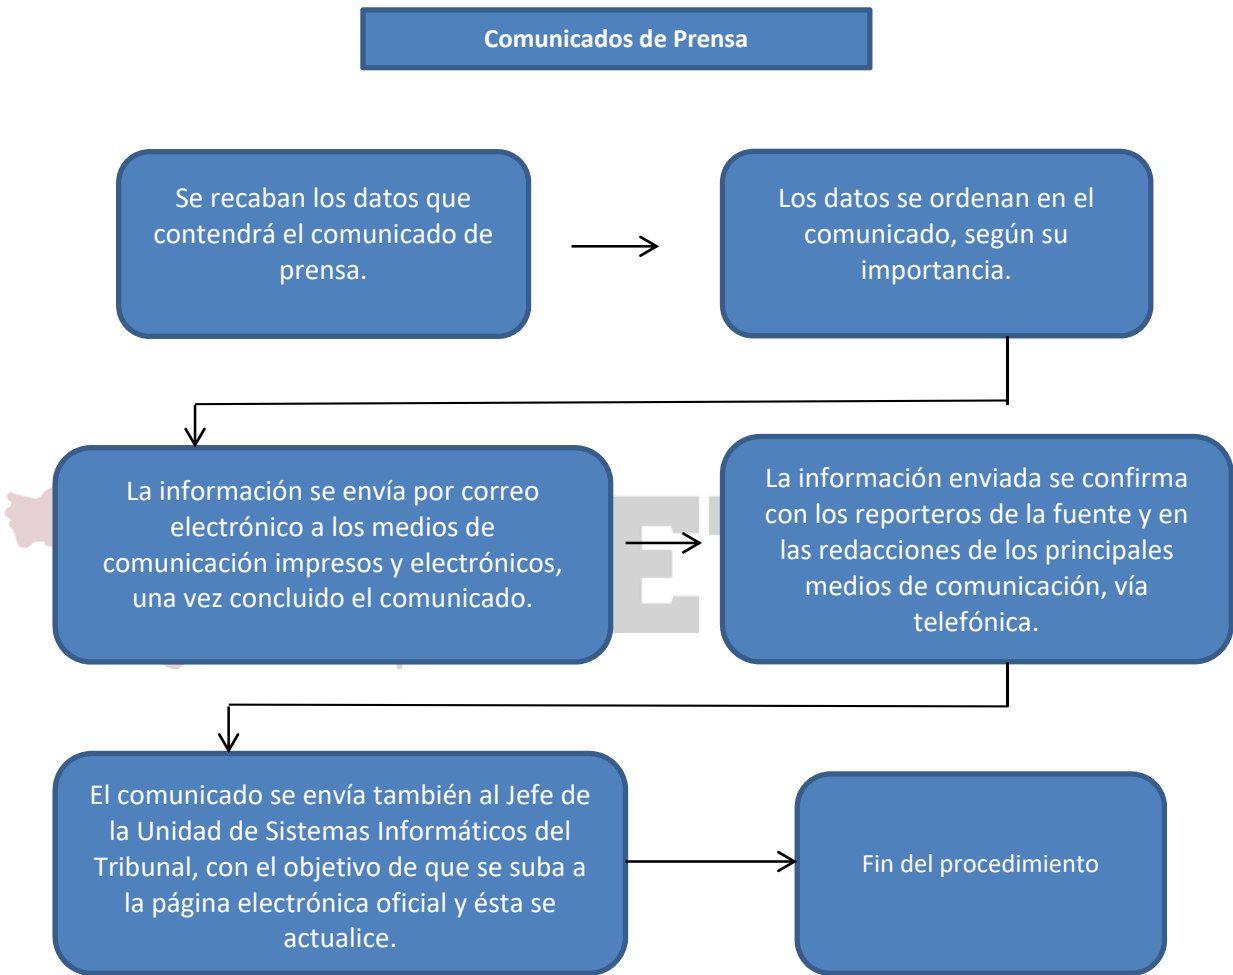 Comunicados de Prensa
Se recaban los datos que
contendrá el comunicado de
prensa.
Los datos se ordenan en el
comunicado, según su
importancia.
La información se envía por correo
electrónico a los medios de
comunicación impresos y electrónicos,
una vez concluido el comunicado.
La información enviada se confirma
con los reporteros de la fuente y en
las redacciones de los principales
medios de comunicación, vía
telefónica.
El comunicado se envía también al Jefe de
la Unidad de Sistemas Informáticos del
Tribunal, con el objetivo de que se suba a
la página electrónica oficial y ésta se
actualice.
Fin del procedimiento